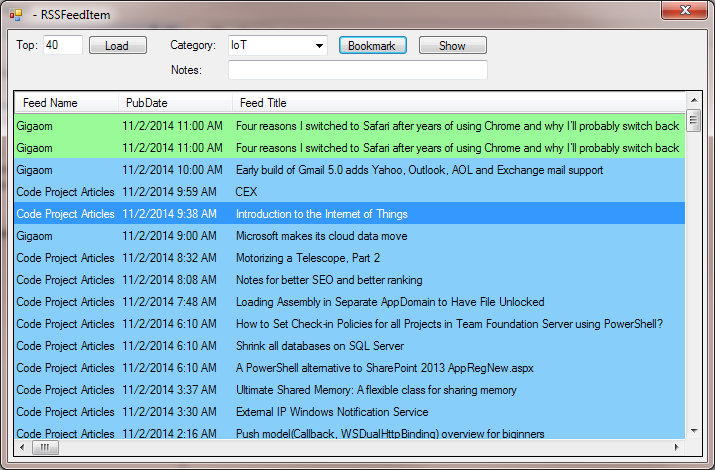 - RSSFeedItem
Top: 40 Load Category: IoT Bookmark Show
Notes:
Feed Name PubDate Feed Title
Gigaom 11/2/2014 11:00 AM Four reasons I switched to Safari after years of using Chrome and why I'll probably switch back
Gigaom 11/2/2014 11:00 AM Four reasons I switched to Safari after years of using Chrome and why I'll probably switch back
Gigaom 11/2/2014 10:00 AM Early build of Gmail 5.0 adds Yahoo, Outlook, AOL and Exchange mail support
Code Project Articles 11/2/2014 9:59 AM CEX
Code Project Articles 11/2/2014 9:38 AM Introduction to the Internet of Things
Gigaom 11/2/2014 9:00 AM Microsoft makes its cloud data move
Code Project Articles 11/2/2014 8:32 AM Motorizing a Telescope, Part 2
Code Project Articles 11/2/2014 8:08 AM Notes for better SEO and better ranking
Code Project Articles 11/2/2014 7:48 AM Loading Assembly in Separate AppDomain to Have File Unlocked
Code Project Articles 11/2/2014 6:10 AM How to Set Check-in Policies for all Projects in Team Foundation Server using PowerShell?
Code Project Articles 11/2/2014 6:10 AM Shrink all databases on SQL Server
Code Project Articles 11/2/2014 6:10 AM A PowerShell alternative to SharePoint 2013 AppRegNew.aspx
Code Project Articles 11/2/2014 3:37 AM Ultimate Shared Memory: A flexible class for sharing memory
Code Project Articles 11/2/2014 3:30 AM External IP Windows Notification Service
Code Project Articles 11/2/2014 2:16 AM Push model(Callback, WSDualHttpBinding) overview for biginners